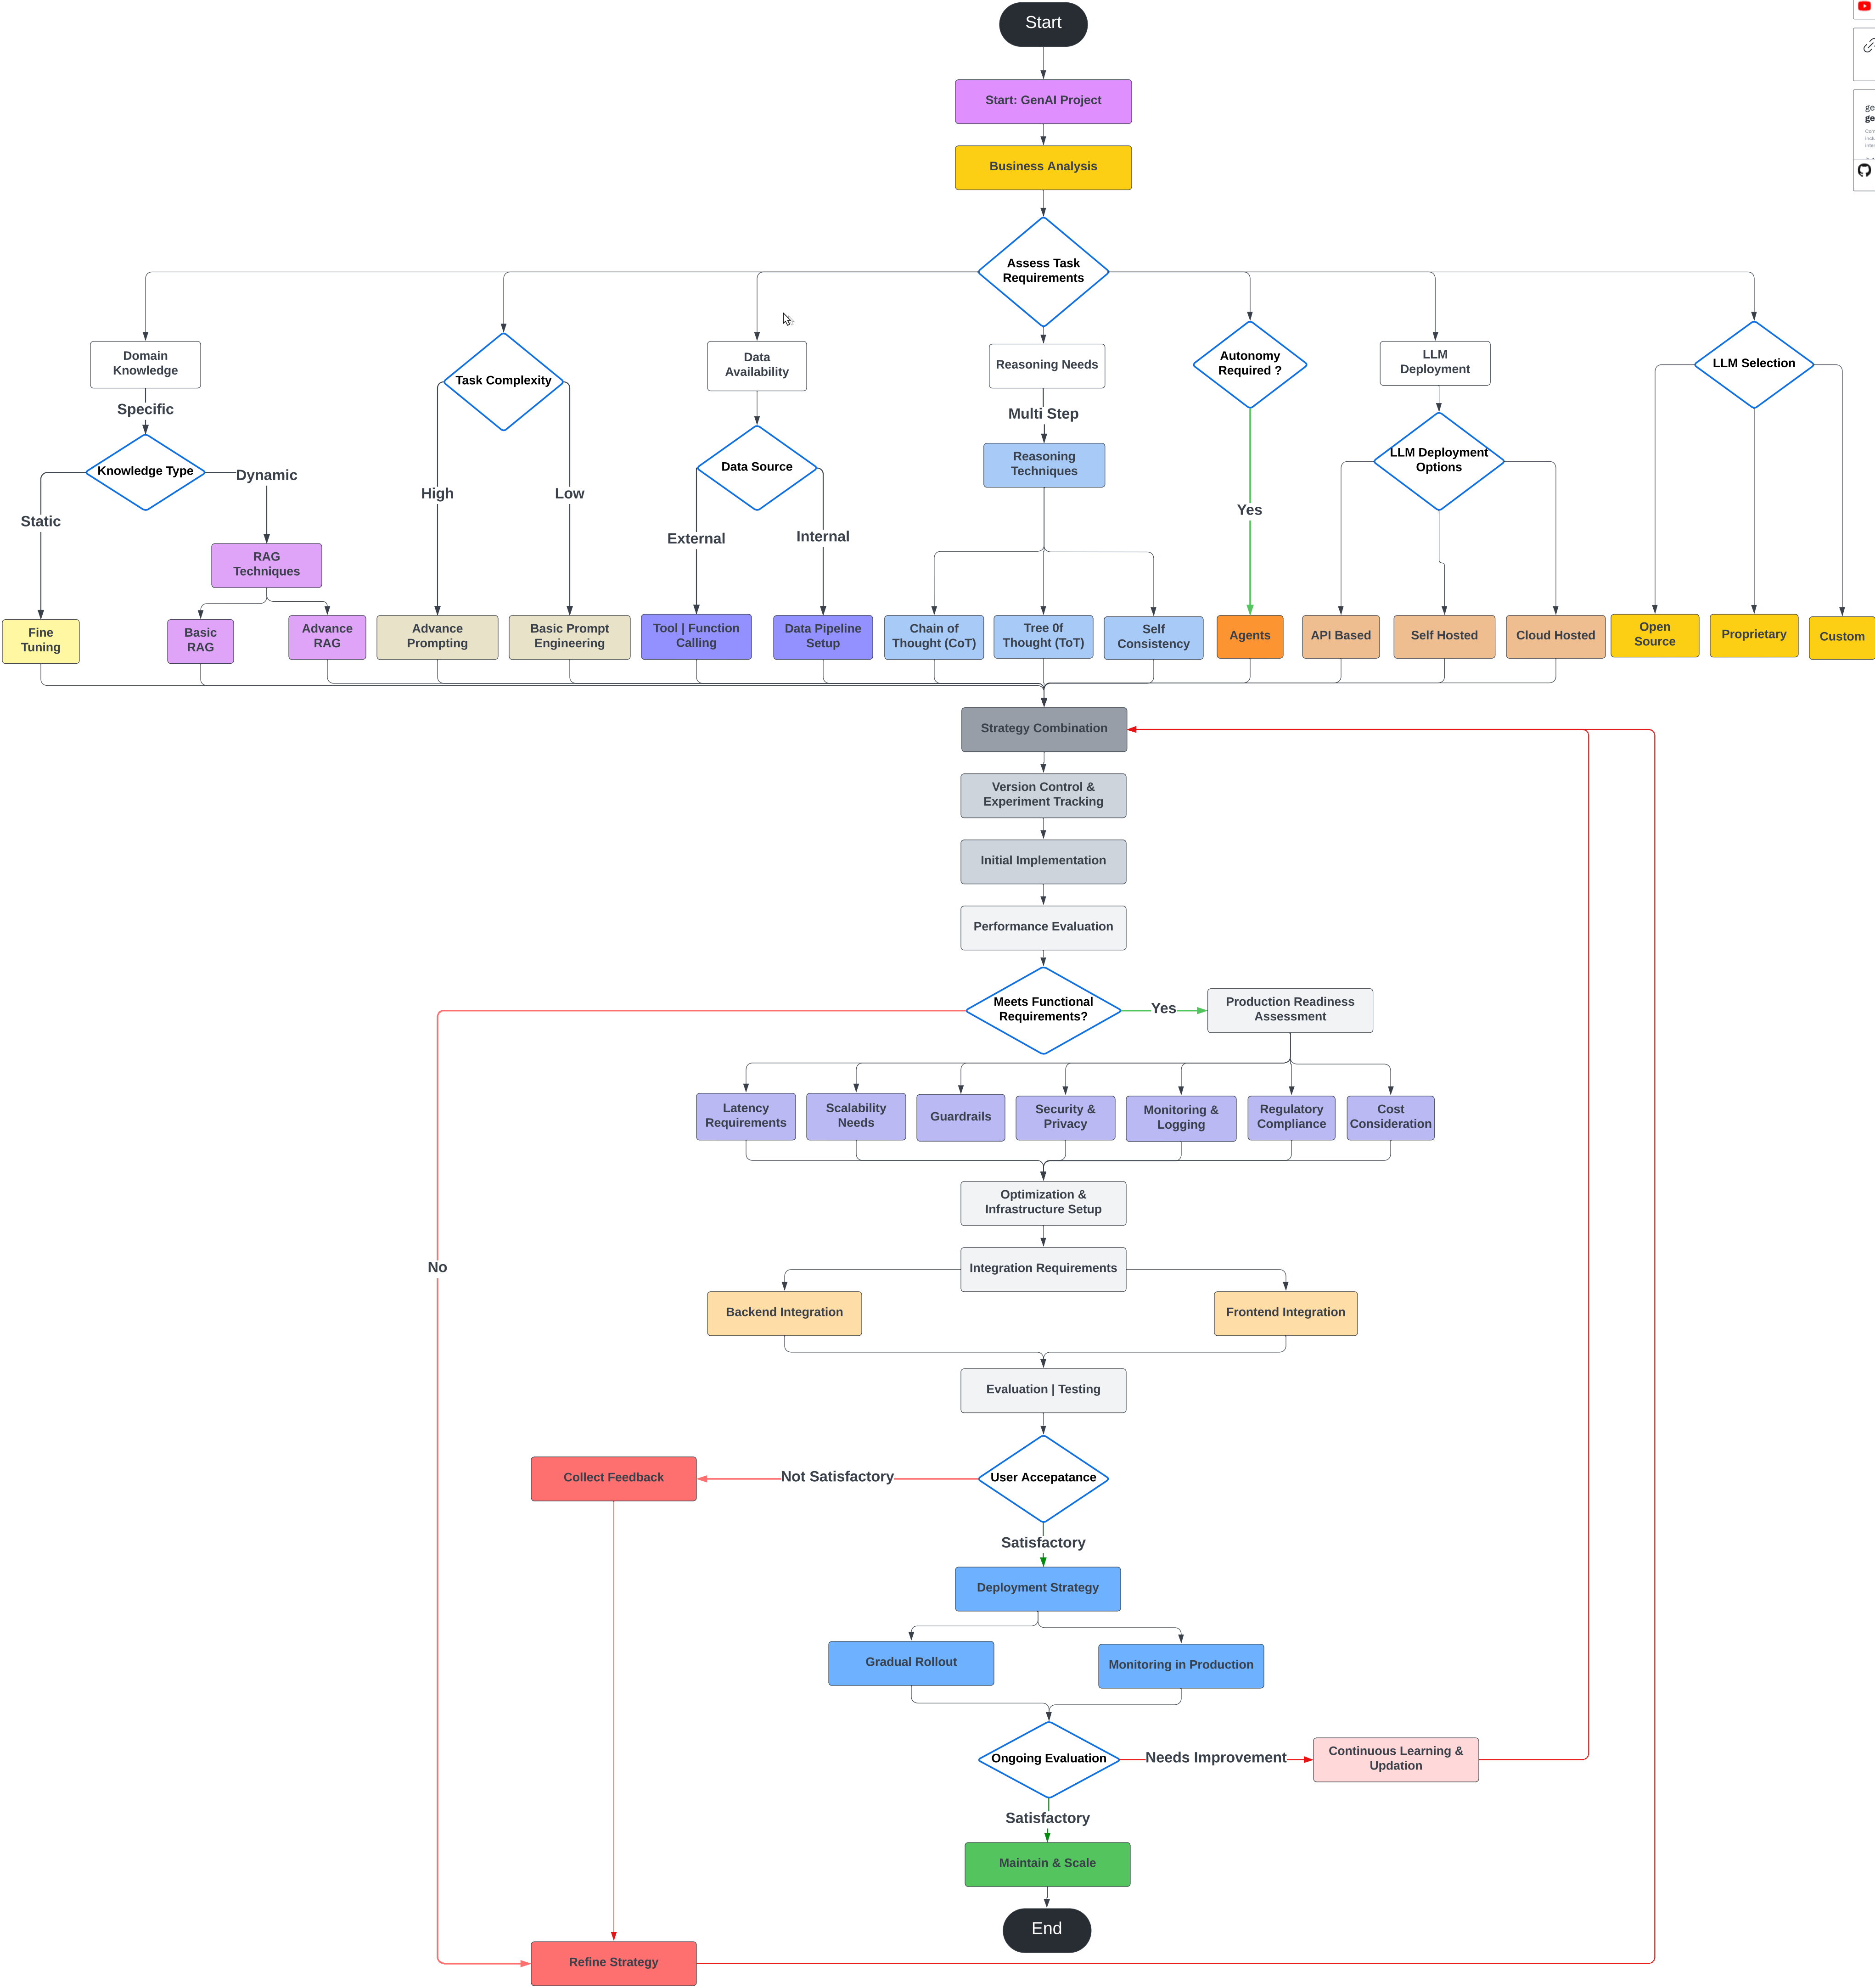 Start
Start: GenAI Project
Business Analysis
Assess Task
Requirements
Domain
Knowledge
Task Complexity
Data
Availability
Reasoning Needs
Autonomy
Required ?
LLM
Deployment
LLM Selection
Specific
Multi Step
Knowledge Type
Dynamic
Static
High
Low
Data Source
External
Internal
Reasoning
Techniques
Yes
LLM Deployment
Options
RAG
Techniques
Fine
Tuning
Basic
RAG
Advance
RAG
Advance
Prompting
Basic Prompt
Engineering
Tool | Function
Calling
Data Pipeline
Setup
Chain of
Thought (CoT)
Tree 0f
Thought (ToT)
Self
Consistency
Agents
API Based
Self Hosted
Cloud Hosted
Open
Source
Proprietary
Custom
Strategy Combination
Version Control &
Experiment Tracking
Initial Implementation
Performance Evaluation
Meets Functional
Requirements?
Yes
Production Readiness
Assessment
Latency
Requirements
Scalability
Needs
Guardrails
Security &
Privacy
Monitoring &
Logging
Regulatory
Compliance
Cost
Consideration
Optimization &
Infrastructure Setup
No
Integration Requirements
Backend Integration
Frontend Integration
Evaluation | Testing
Collect Feedback
Not Satisfactory
User Accepatance
Satisfactory
Deployment Strategy
Gradual Rollout
Monitoring in Production
Ongoing Evaluation
Needs Improvement
Continuous Learning &
Updation
Satisfactory
Maintain & Scale
End
Refine Strategy